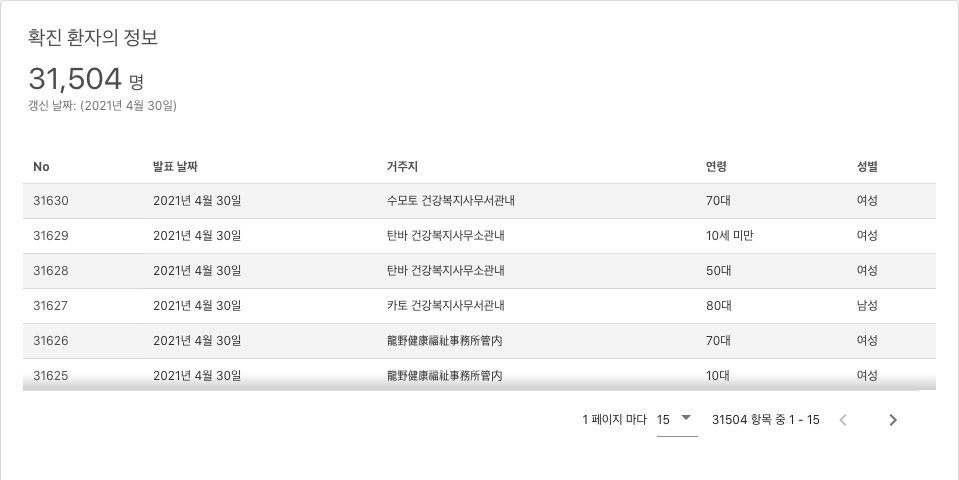 확진 환자의 정보
31,504 명
갱신 날짜: (2021년 4월 30일)
No 발표 날짜 거주지 연령 성별
31630 2021년 4월 30일 수모토 건강복지사무서관내 70대 여성
31629 2021년 4월 30일 탄바 건강복지사무소관내 10세 미만 여성
31628 2021년 4월 30일 탄바 건강복지사무소관내 50대 여성
31627 2021년 4월 30일 카토 건강복지사무서관내 80대 남성
31626 2021년 4월 30일 龍野健康福祉事務所管内 70대 여성
31625 2021년 4월 30일 龍野健康福祉事務所管内 10대 여성
1 페이지 마다 15 31504 항목 중 1 - 15